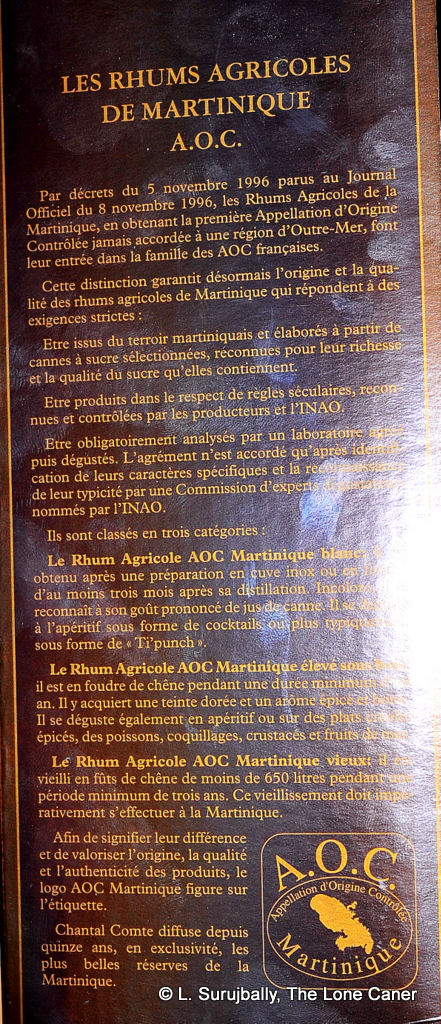 LES RHUMS AGRICOLES
DE MARTINIQUE
A.O.C.
Par décrets du 5 novembre 1996 parus au Journal
Officiel du 8 novembre 1996, les Rhums Agricoles de la
Martinique, en obtenant la première Appellation d'Origine
Contrôlée jamais accordée à une région d'Outre-Mer, font
leur entrée dans la famille des AOC françaises.
Cette distinction garantit désormais l'origine et la qua-
lité des rhums agricoles de Martinique qui répondent à des
exigences strictes :
Etre issus du terroir martiniquais et élaborés à partir de
cannes à sucre sélectionnées, reconnues pour leur richesse
et la qualité du sucre qu'elles contiennent.
Etre produits dans le respect de règles séculaires, recon-
nues et contrôlées par les producteurs et l'INAO.
Etre obligatoirement analysés par un laboratoire agréé
puis dégustés. L'agrément n'est accordé qu'après identifi-
cation de leurs caractères spécifiques et la reconnaissance
de leur typicité par une Commission d'experts
nommés par l'INAO.
Ils sont classés en trois catégories :
Le Rhum Agricole AOC Martinique blanc:
obtenu après une préparation en cuve inox ou en
d'au moins trois mois après sa distillation. Incolore,
reconnaît à son goût prononcé de jus de canne. Il se
à l'apéritif sous forme de cocktails ou plus typiquement
sous forme de « Ti'punch ».
Le Rhum Agricole AOC Martinique élevé sous bois:
il est en foudre de chêne pendant une durée minimum
an. Il y acquiert une teinte dorée et un arôme épicé et
Il se déguste également en apéritif ou sur des plats
épicés, des poissons, coquillages, crustacés et fruits de mer.
Le Rhum Agricole AOC Martinique vieux: il est
vieilli en fûts de chêne de moins de 650 litres pendant une
période minimum de trois ans. Ce vieillissement doit impé-
rativement s'effectuer à la Martinique.
Afin de signifier leur différence
et de valoriser l'origine, la qualité
et l'authenticité des produits, le
logo AOC Martinique figure sur
l'étiquette.
Chantal Comte diffuse depuis
quinze ans, en exclusivité, les
plus belles réserves de la
Martinique.
A.O.C.
Appellation d'Origine Contrôlée
Martinique
© L. Surujbally, The Lone Caner